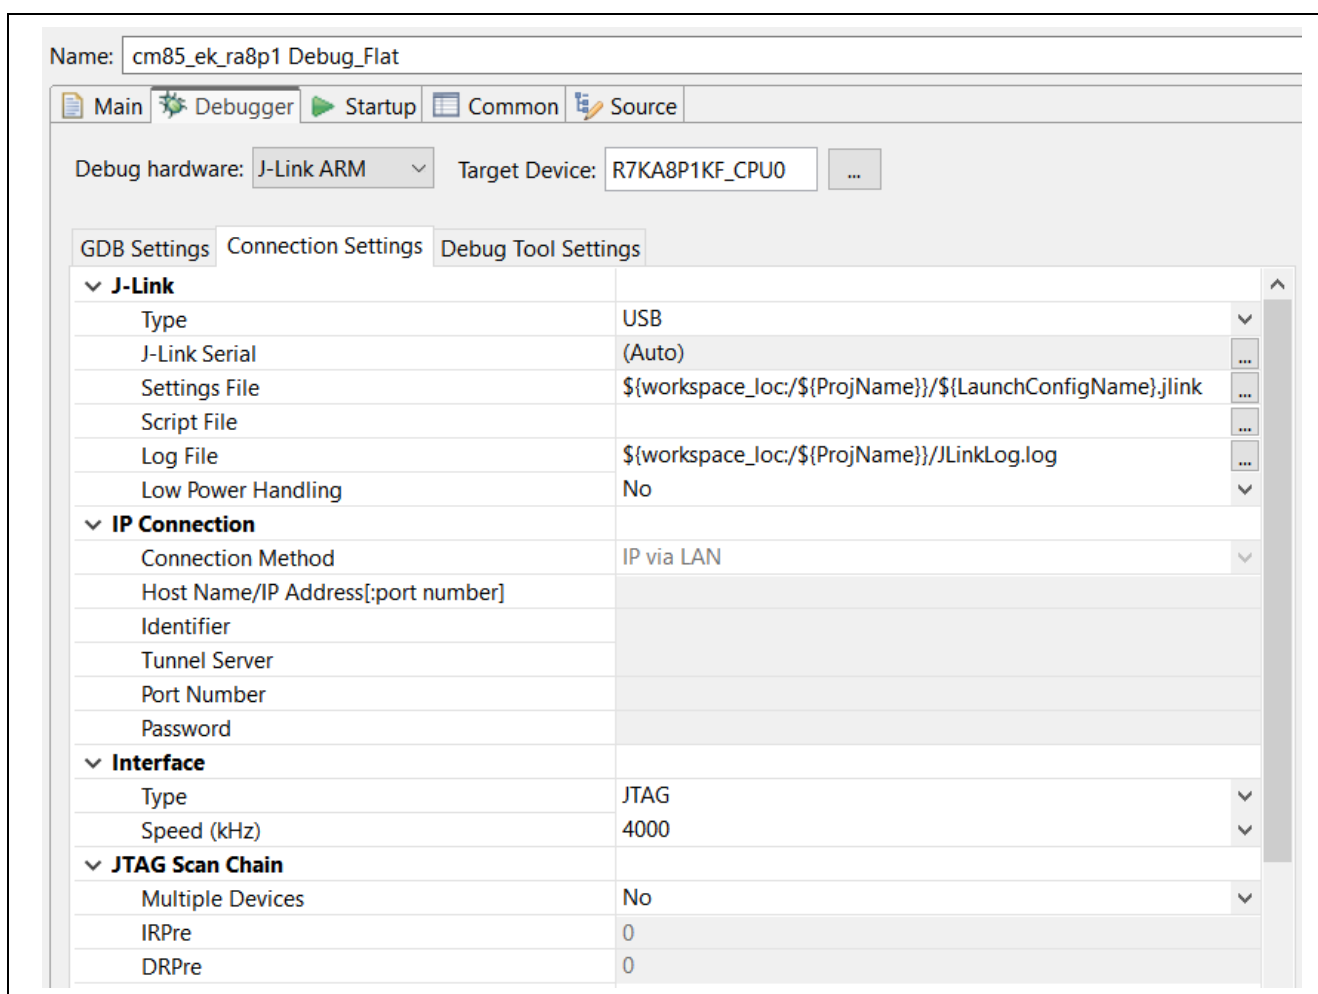 Name: cm85_ek_ra8p1 Debug_Flat
Main Debugger Startup Common Source
Debug hardware: J-Link ARM Target Device: R7KA8P1KF_CPU0 ...
GDB Settings Connection Settings Debug Tool Settings
J-Link
Type USB
J-Link Serial (Auto) ...
Settings File ${workspace_loc:/${ProjName}}/${LaunchConfigName}.jlink ...
Script File ...
Log File ${workspace_loc:/${ProjName}}/JLinkLog.log ...
Low Power Handling No
IP Connection
Connection Method IP via LAN
Host Name/IP Address[:port number]
Identifier
Tunnel Server
Port Number
Password
Interface
Type JTAG
Speed (kHz) 4000
JTAG Scan Chain
Multiple Devices No
IRPre 0
DRPre 0